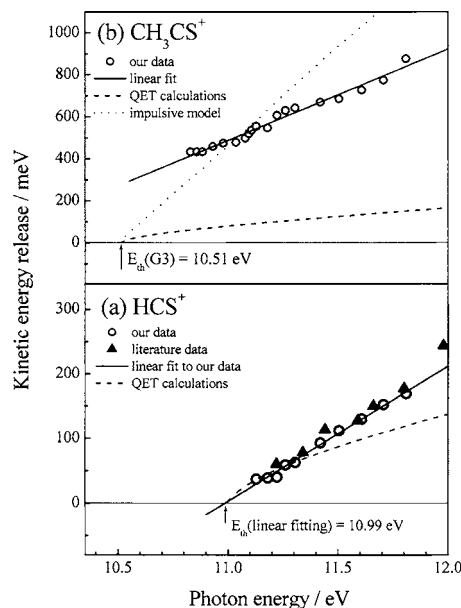 (b) CH₃CS⁺
our data
linear fit
QET calculations
impulsive model
1000
800
600
400
200
0
E_th(G3) = 10.51 eV
Kinetic energy release / meV
(a) HCS⁺
our data
literature data
linear fit to our data
QET calculations
300
200
100
0
E_th(linear fitting) = 10.99 eV
10.5 11.0 11.5 12.0
Photon energy / eV